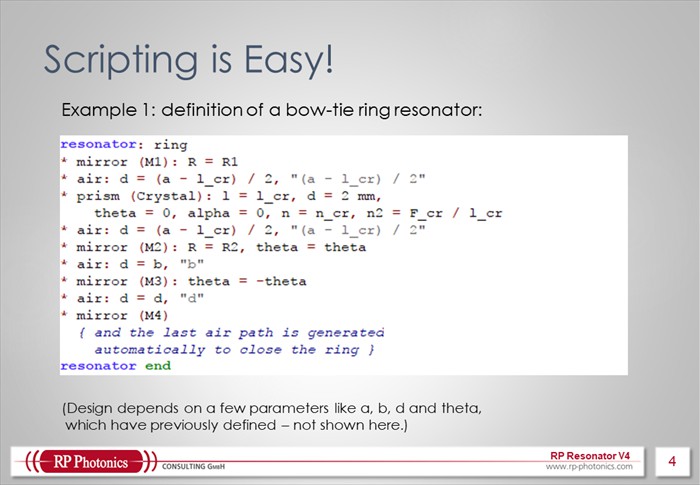 Scripting is Easy!
Example 1: definition of a bow-tie ring resonator:
resonator: ring
* mirror (M1): R = R1
* air: d = (a - l_cr) / 2, "(a - l_cr) / 2"
* prism (Crystal): l = l_cr, d = 2 mm,
theta = 0, alpha = 0, n = n_cr, n2 = F_cr / l_cr
* air: d = (a - l_cr) / 2, "(a - l_cr) / 2"
* mirror (M2): R = R2, theta = theta
* air: d = b, "b"
* mirror (M3): theta = -theta
* air: d = d, "d"
* mirror (M4)
{ and the last air path is generated
automatically to close the ring }
resonator end
(Design depends on a few parameters like a, b, d and theta,
which have previously defined – not shown here.)
RP Photonics CONSULTING GmbH
RP Resonator V4
www.rp-photonics.com
4